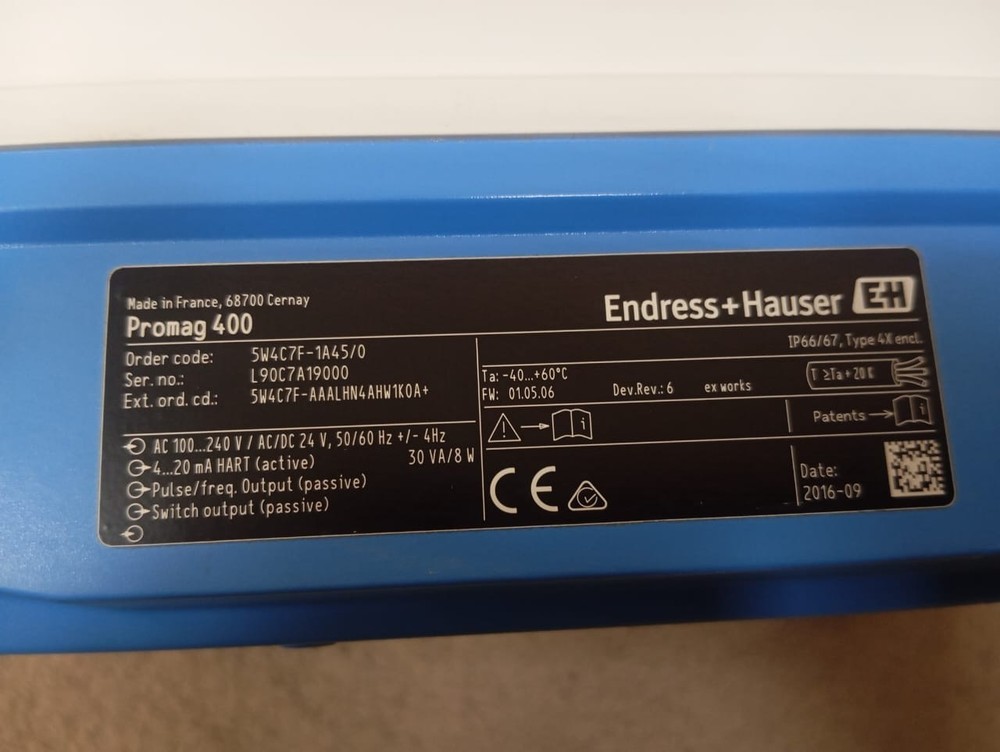 Made in France, 68700 Cernay
Promag 400
Endress+Hauser EH
Order code: 5W4C7F-1A45/0
Ser. no.: L90C7A19000
Ext. ord. cd.: 5W4C7F-AAALHN4AHW1K0A+
AC 100...240 V / AC/DC 24 V, 50/60 Hz +/- 4Hz
30 VA/8 W
4...20 mA HART (active)
Pulse/freq. Output (passive)
Switch output (passive)
IP66/67, Type 4X encl.
Ta: -40...+60°C
T ≥Ta +20 K
FW: 01.05.06
Dev.Rev.: 6
ex works
i
Patents
i
CE
Date:
2016-09